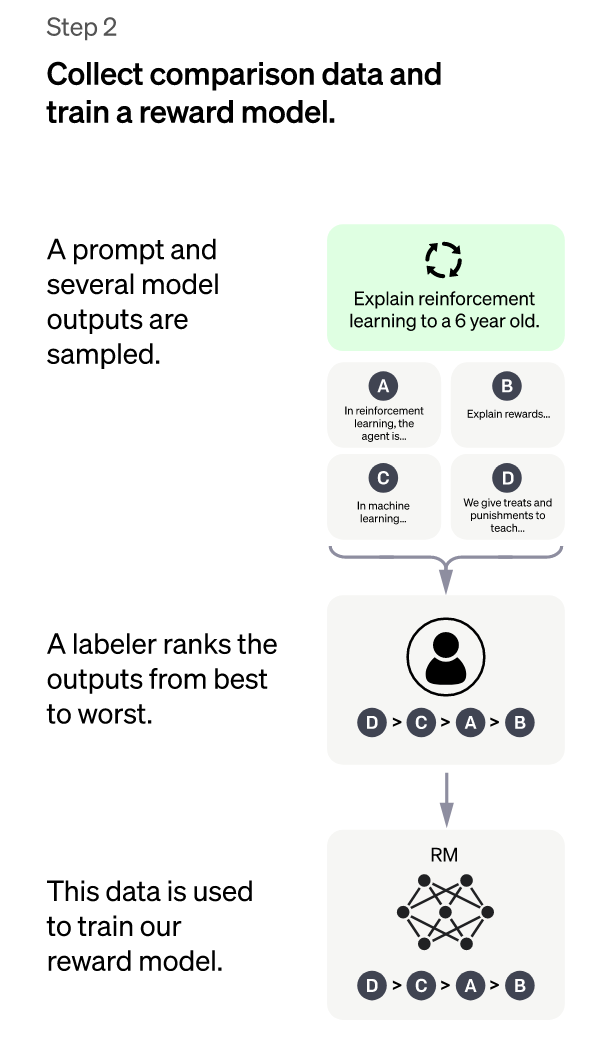 Step 2
Collect comparison data and
train a reward model.
A prompt and
several model
outputs are
sampled.
Explain reinforcement
learning to a 6 year old.
A
In reinforcement
learning, the
agent is...
B
Explain rewards...
C
In machine
learning...
D
We give treats and
punishments to
teach...
A labeler ranks the
outputs from best
to worst.
D > C > A > B
This data is used
to train our
reward model.
RM
D > C > A > B